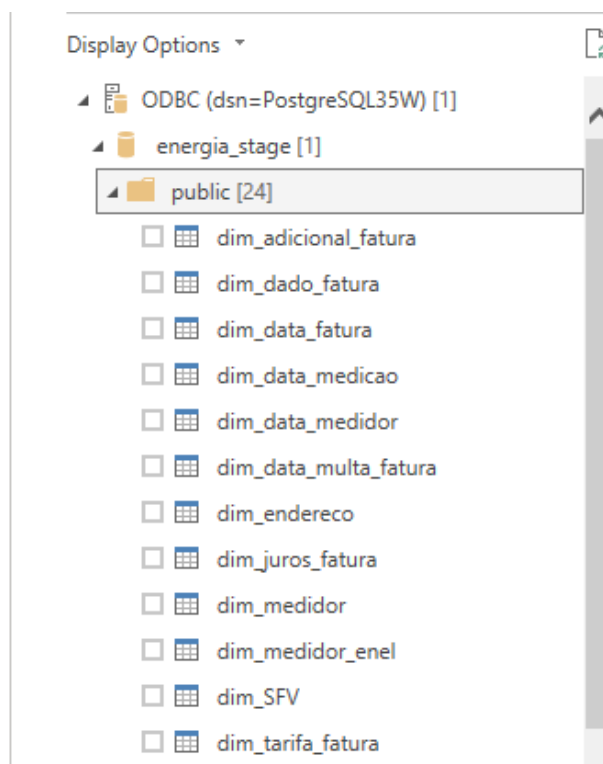 Display Options
ODBC (dsn=PostgreSQL35W) [1]
energia_stage [1]
public [24]
dim_adicional_fatura
dim_dado_fatura
dim_data_fatura
dim_data_medicao
dim_data_medidor
dim_data_multa_fatura
dim_endereco
dim_juros_fatura
dim_medidor
dim_medidor_enel
dim_SFV
dim_tarifa_fatura